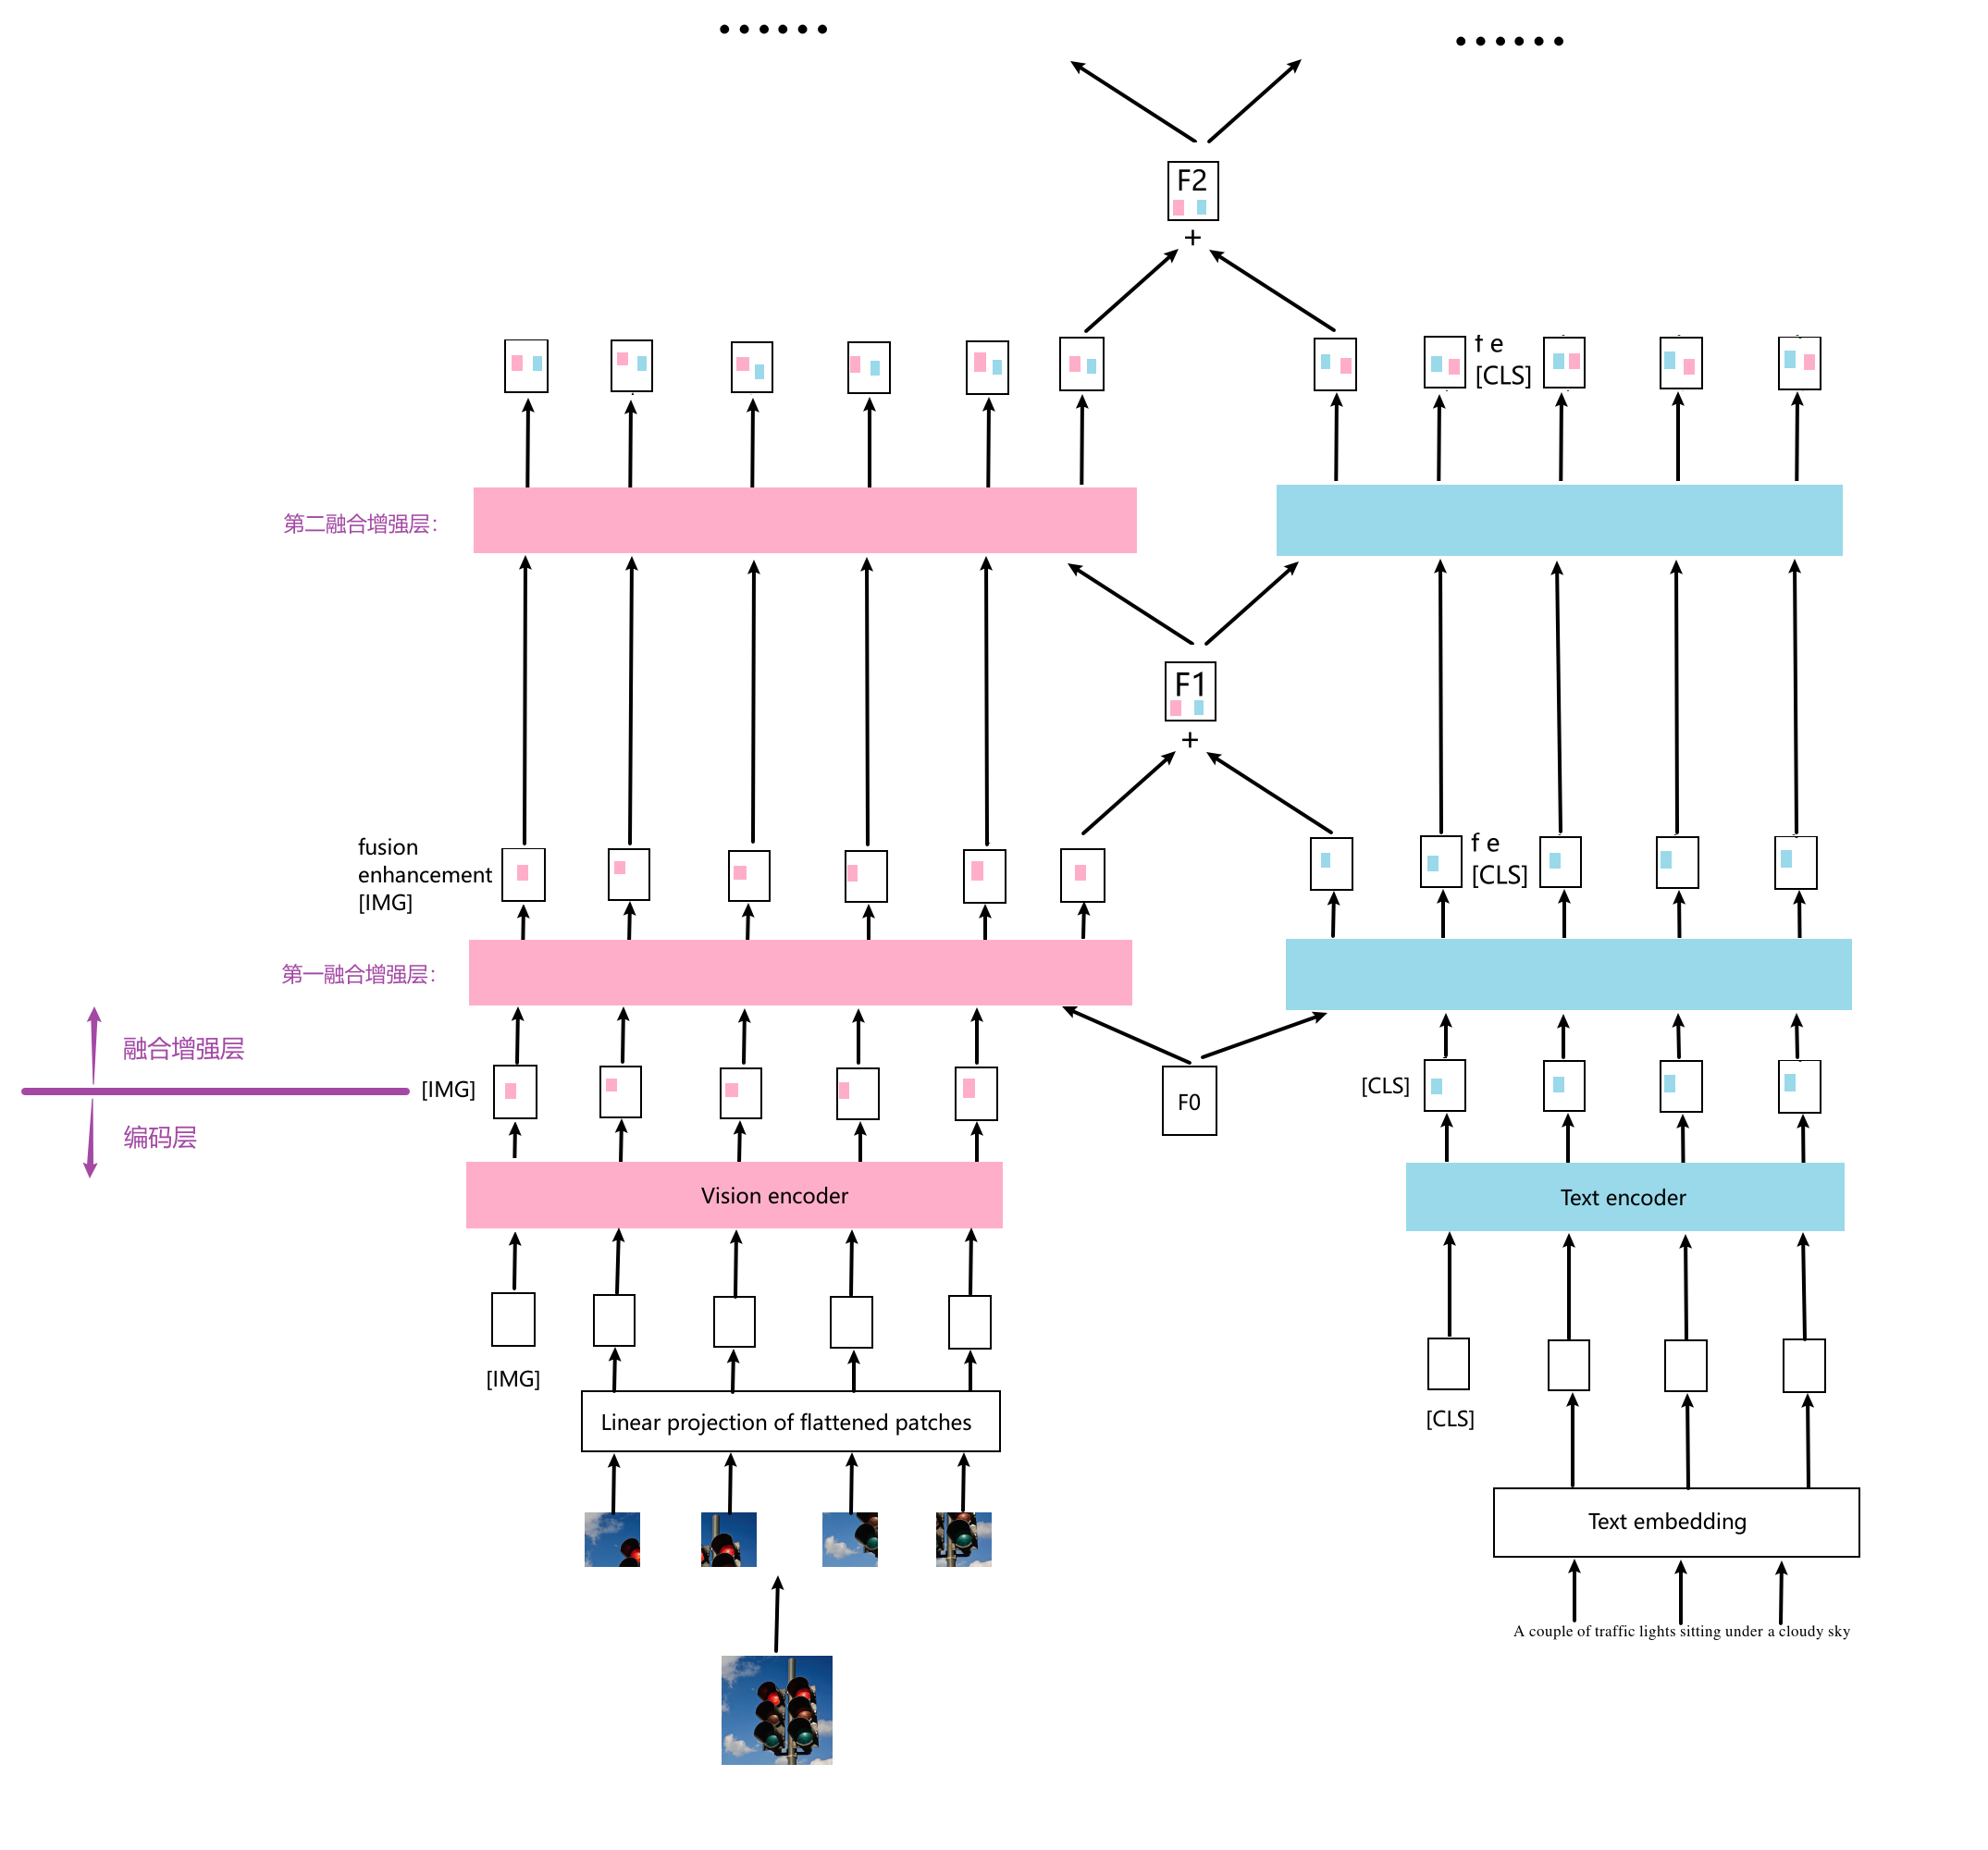 ......
......
F2
+
f e
[CLS]
第二融合增强层：
F1
+
fusion
enhancement
[IMG]
f e
[CLS]
第一融合增强层：
融合增强层
[IMG]
F0
[CLS]
编码层
Vision encoder
Text encoder
[IMG]
[CLS]
Linear projection of flattened patches
Text embedding
A couple of traffic lights sitting under a cloudy sky